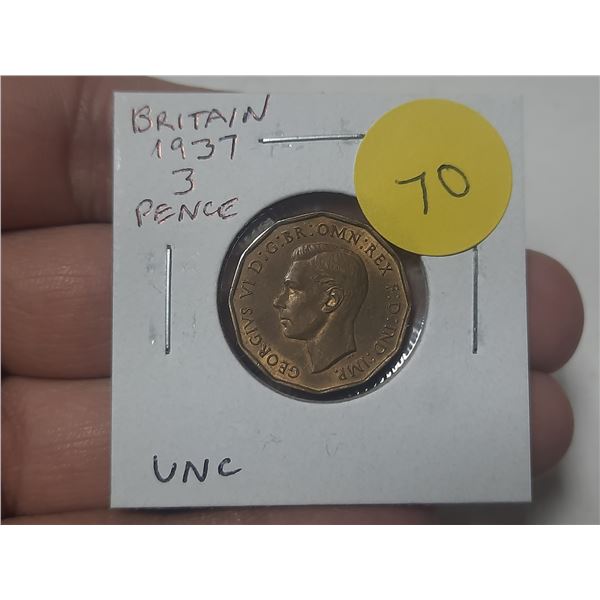 BRITAIN
1937
3
PENCE
70
GEORGIVS VI D:G:BR:OMN:REX F:D:IND:IMP.
UNC